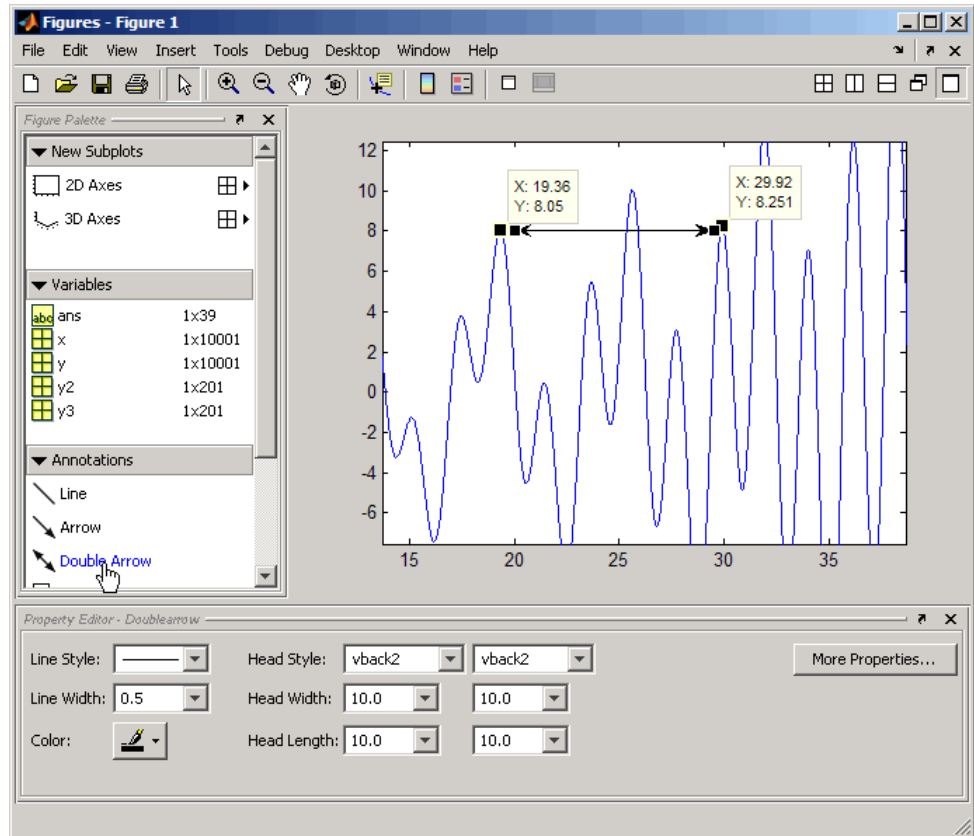 Figures - Figure 1
File Edit View Insert Tools Debug Desktop Window Help
Figure Palette
New Subplots
2D Axes
3D Axes
Variables
abc ans 1x39
x 1x10001
y 1x10001
y2 1x201
y3 1x201
Annotations
Line
Arrow
Double Arrow
12
10
8
6
4
2
0
-2
-4
-6
X: 19.36
Y: 8.05
X: 29.92
Y: 8.251
15 20 25 30 35
Property Editor - Doublearrow
Line Style: Head Style: vback2 vback2 More Properties...
Line Width: 0.5 Head Width: 10.0 10.0
Color: Head Length: 10.0 10.0